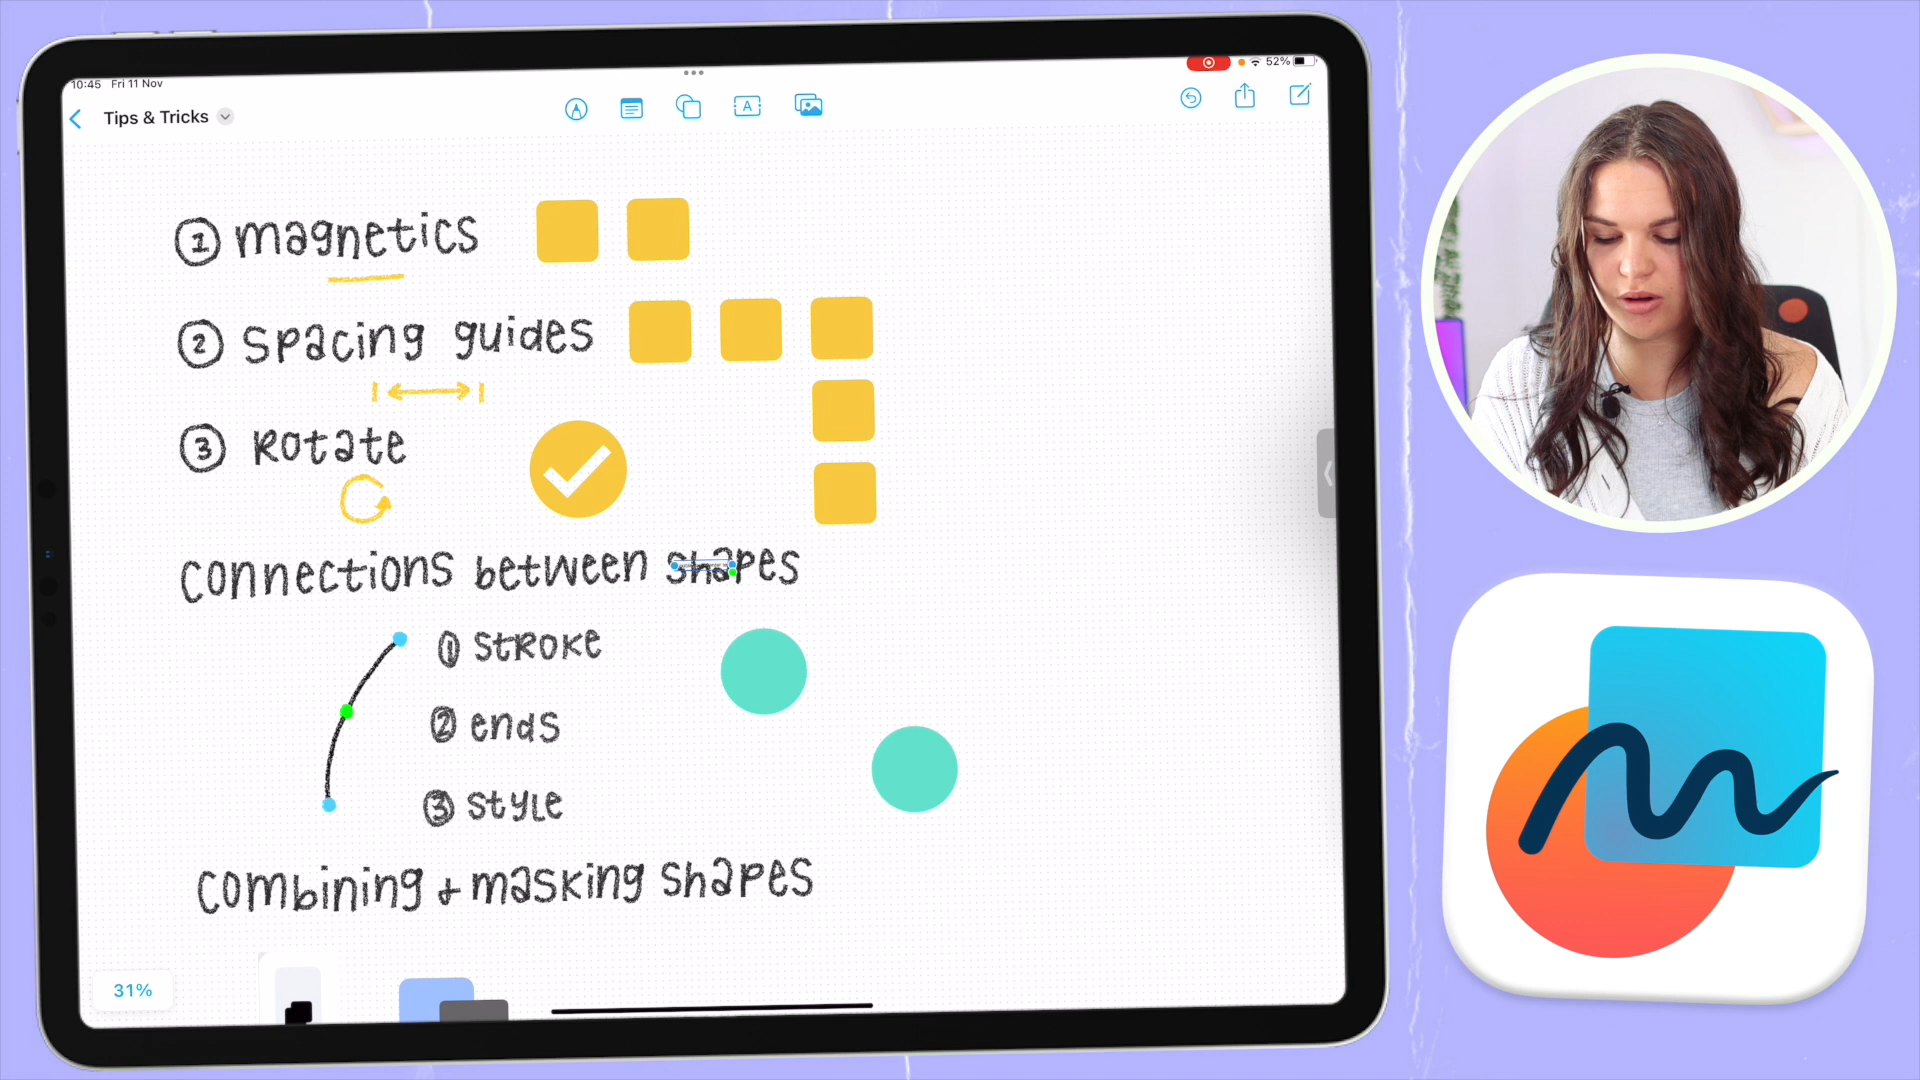 10:45 Fri 11 Nov
52%
Tips & Tricks
A
① magnetics
② spacing guides
③ Rotate
connections between shapes
① stroke
② ends
③ style
combining + masking shapes
31%